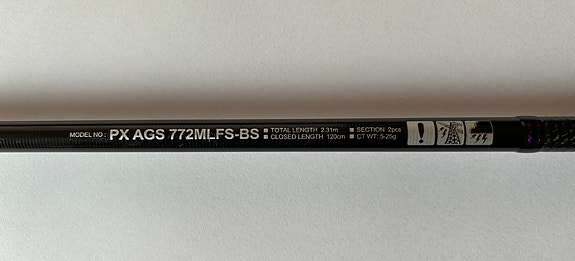 MODEL NO : PX AGS 772MLFS-BS ■ TOTAL LENGTH 2.31m ■ SECTION 2pcs
■ CLOSED LENGTH 120cm ■ CT WT: 5-25g